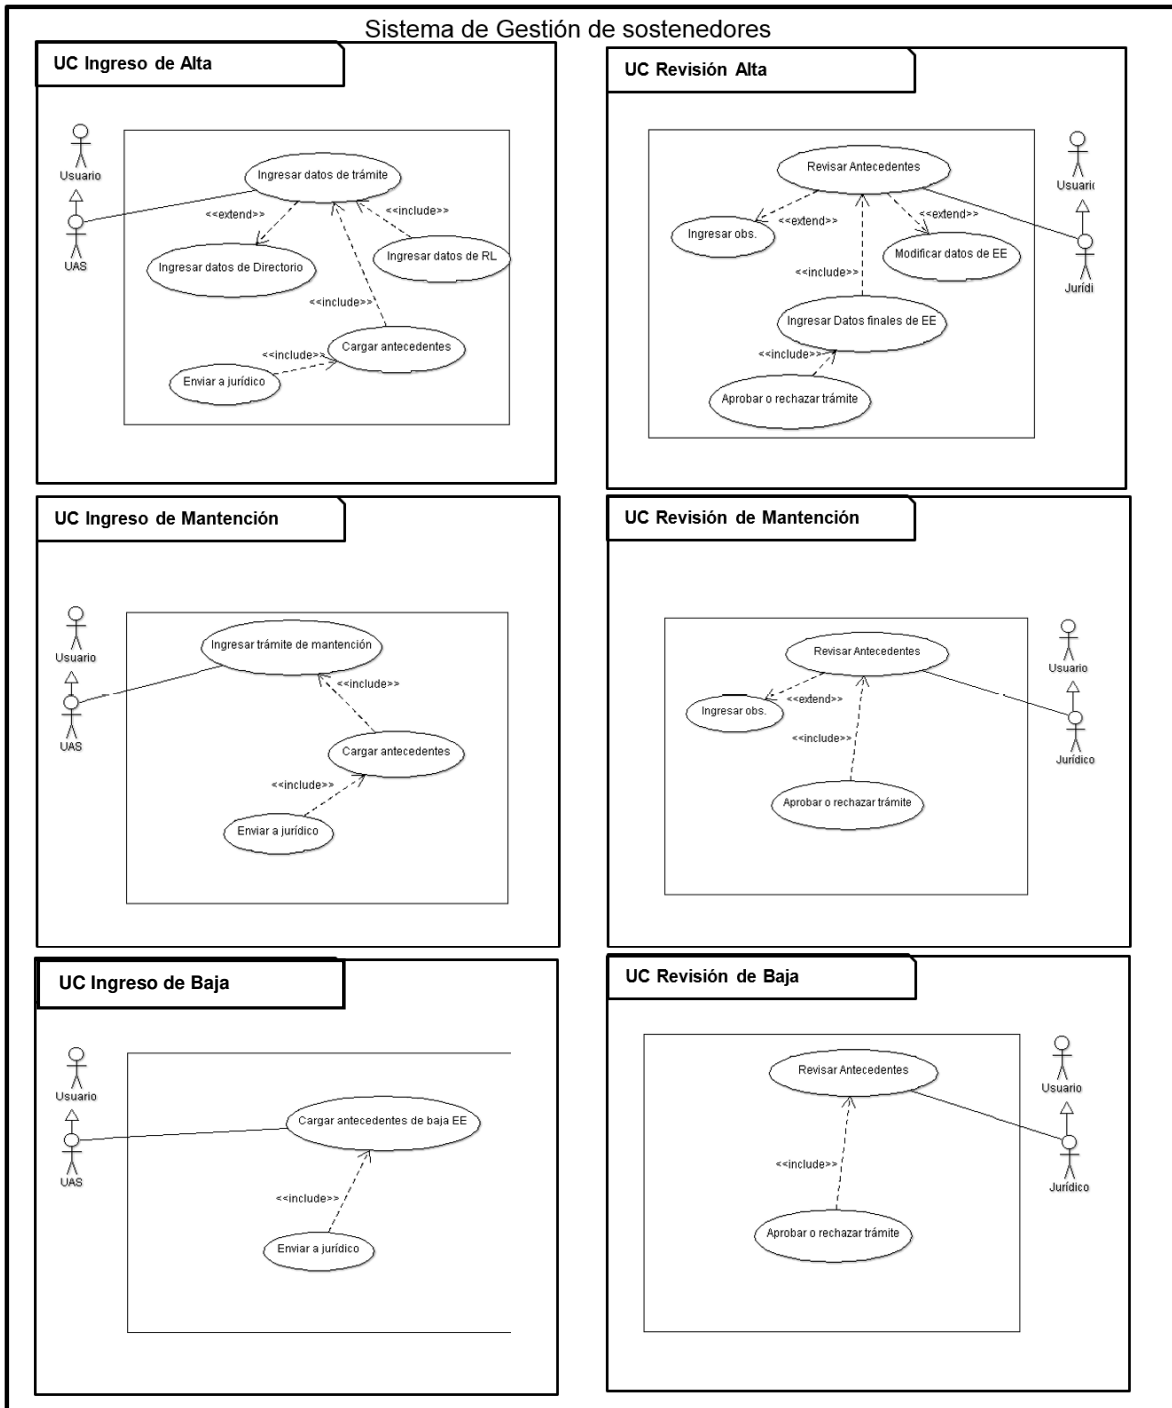 Sistema de Gestión de sostenedores
UC Ingreso de Alta
Usuario
UAS
Ingresar datos de trámite
<<extend>>
<<include>>
Ingresar datos de Directorio
Ingresar datos de RL
<<include>>
Cargar antecedentes
<<include>>
Enviar a jurídico
UC Revisión Alta
Revisar Antecedentes
Usuari
<<extend>>
<<extend>>
Ingresar obs.
Modificar datos de EE
Jurídi
<<include>>
Ingresar Datos finales de EE
<<include>>
Aprobar o rechazar trámite
UC Ingreso de Mantención
Usuario
UAS
Ingresar trámite de mantención
<<include>>
Cargar antecedentes
<<include>>
Enviar a jurídico
UC Revisión de Mantención
Revisar Antecedentes
Usuario
<<extend>>
Ingresar obs.
<<include>>
Jurídico
Aprobar o rechazar trámite
UC Ingreso de Baja
Usuario
UAS
Cargar antecedentes de baja EE
<<include>>
Enviar a jurídico
UC Revisión de Baja
Revisar Antecedentes
Usuario
<<include>>
Jurídico
Aprobar o rechazar trámite